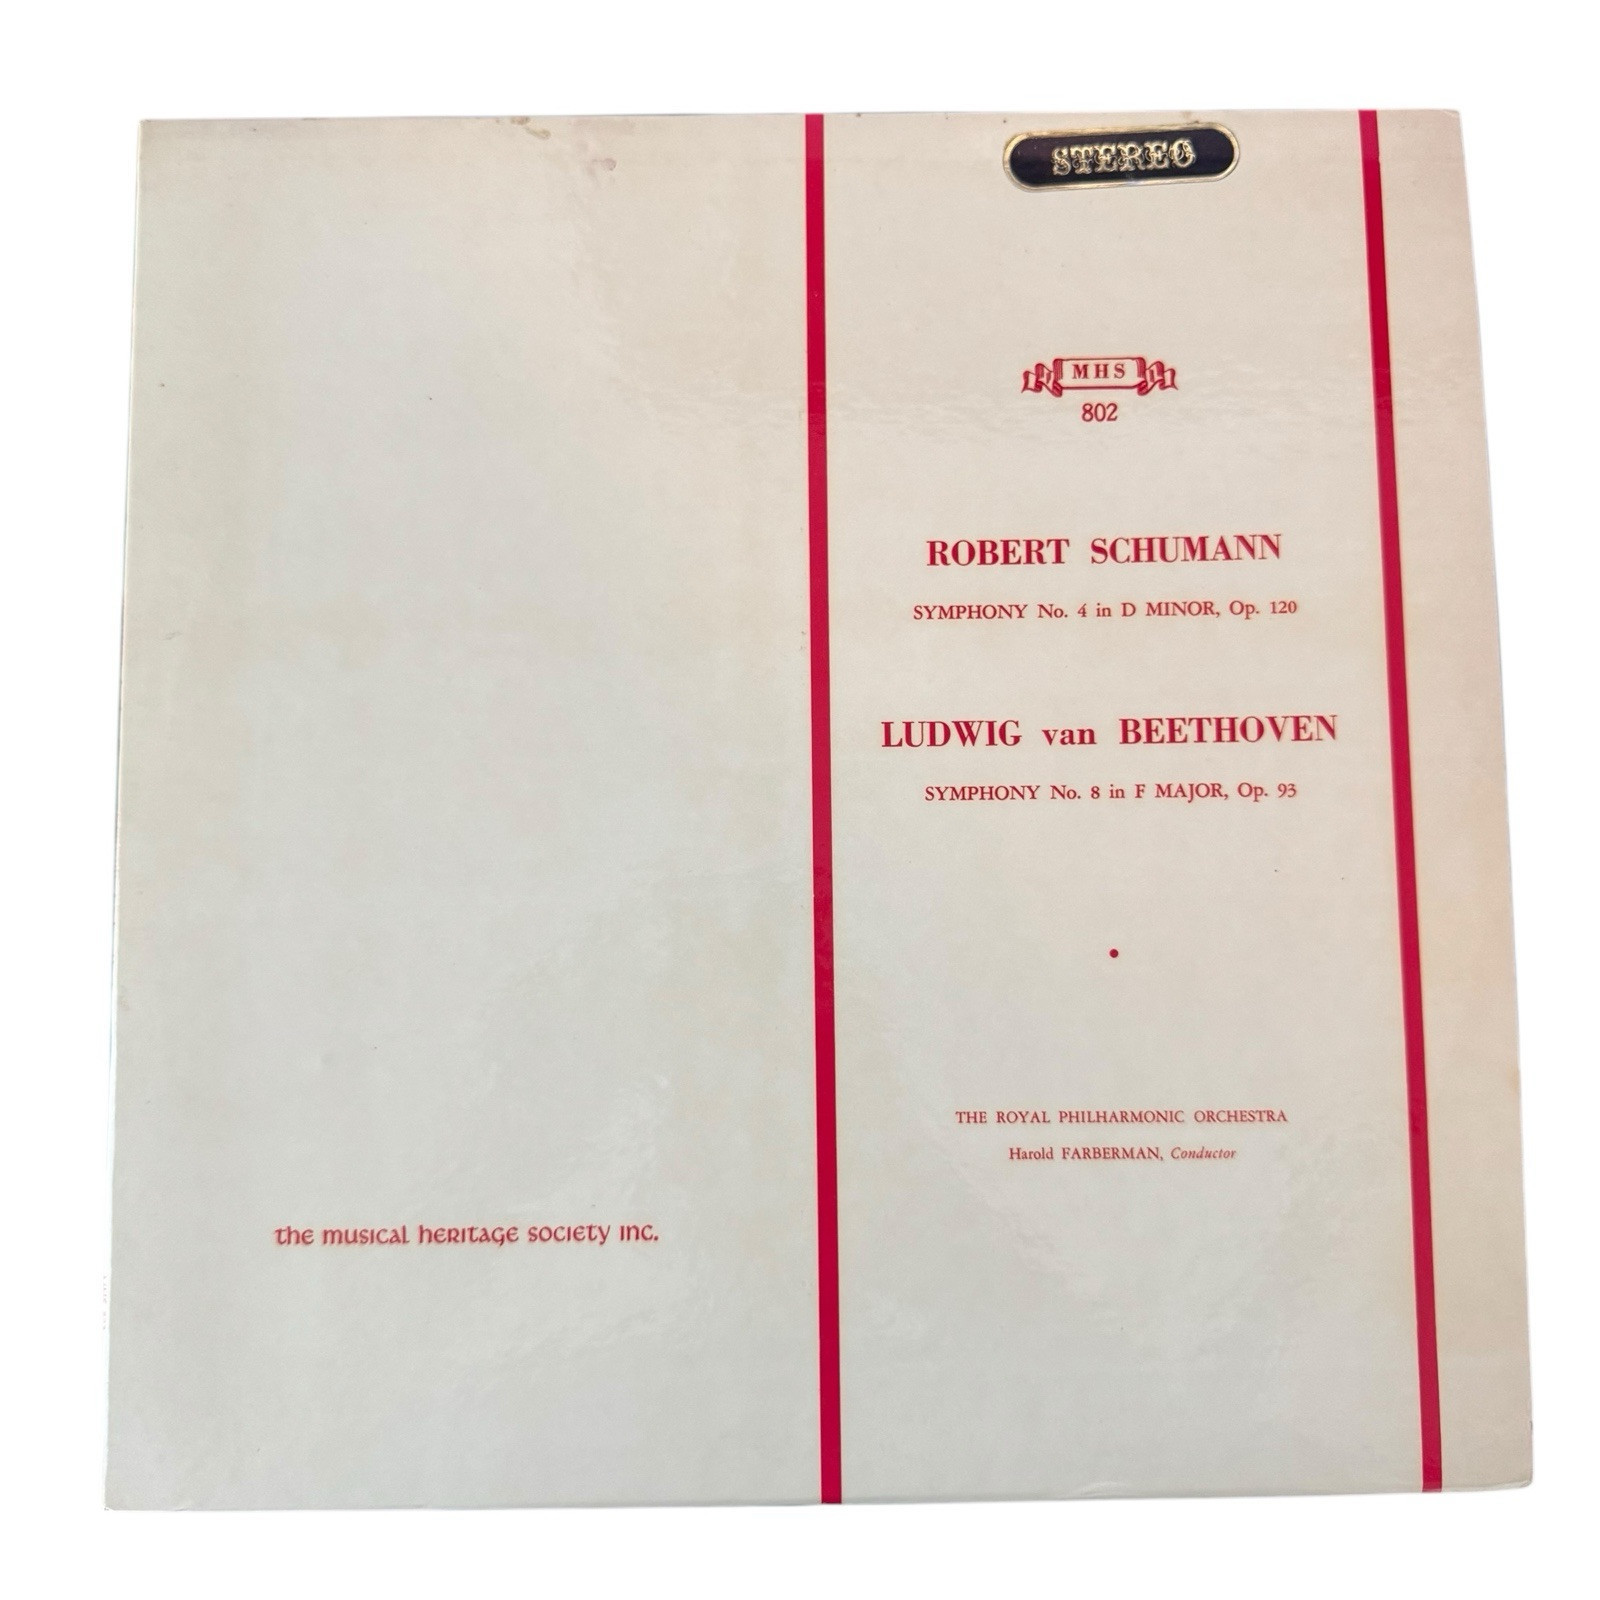 STEREO
MHS
802
ROBERT SCHUMANN
SYMPHONY No. 4 in D MINOR, Op. 120
LUDWIG van BEETHOVEN
SYMPHONY No. 8 in F MAJOR, Op. 93
THE ROYAL PHILHARMONIC ORCHESTRA
Harold FARBERMAN, Conductor
the musical heritage society inc.